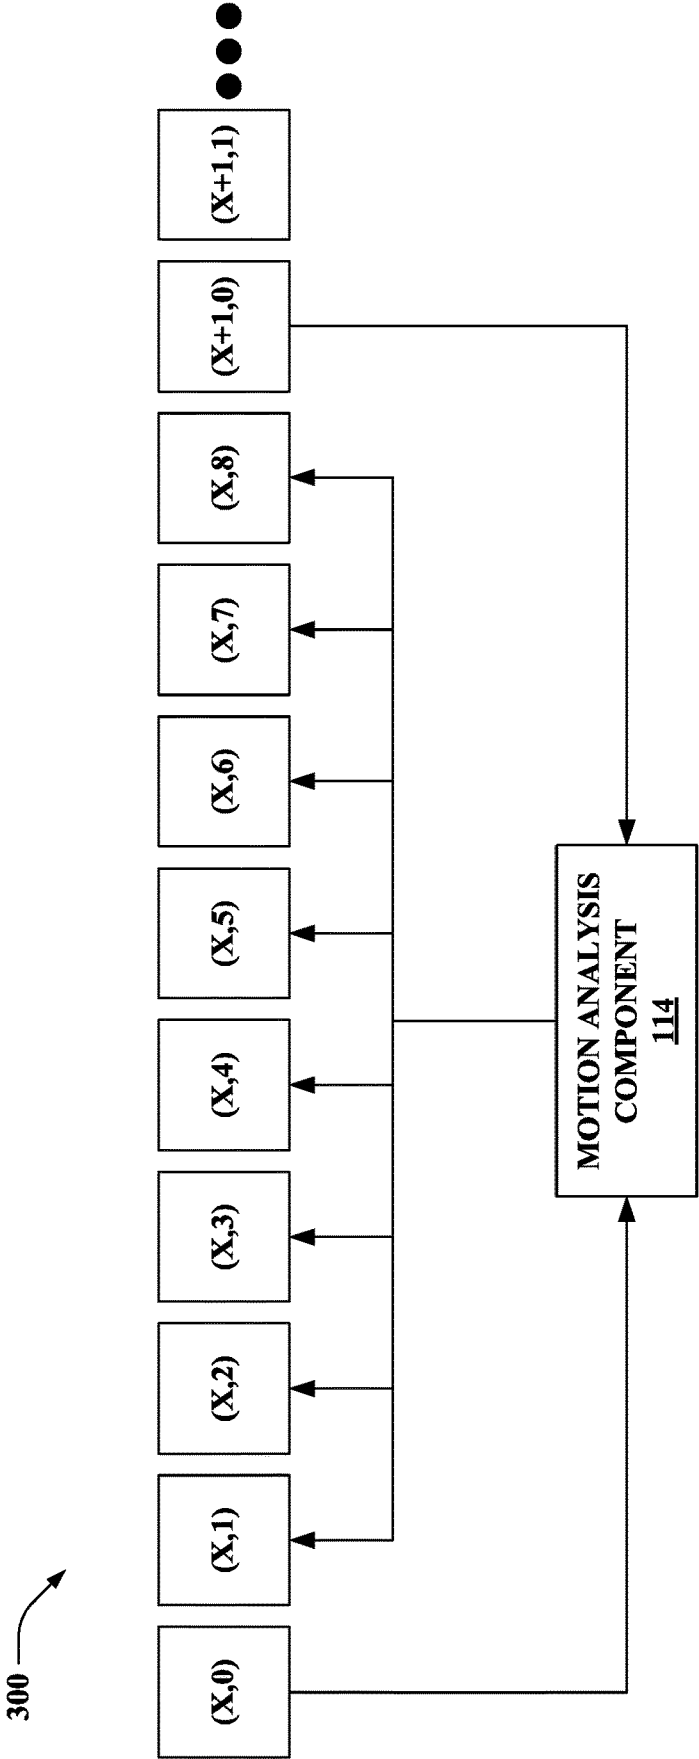 300
(X,0)
(X,1)
(X,2)
(X,3)
(X,4)
(X,5)
(X,6)
(X,7)
(X,8)
(X+1,0)
(X+1,1)
MOTION ANALYSIS
COMPONENT
114